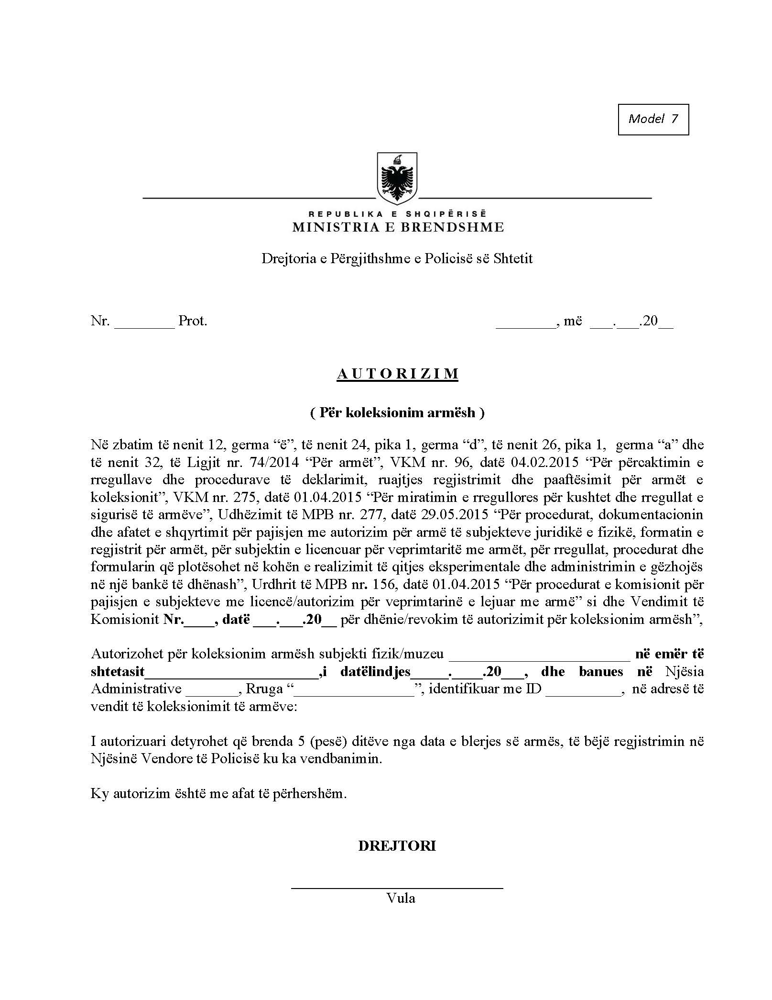 Model 7
REPUBLIKA E SHQIPËRISË
MINISTRIA E BRENDSHME
Drejtoria e Përgjithshme e Policisë së Shtetit
Nr. ________ Prot. ________, më ___.___.20__
A U T O R I Z I M
( Për koleksionim armësh )
Në zbatim të nenit 12, germa “ë”, të nenit 24, pika 1, germa “d”, të nenit 26, pika 1, germa “a” dhe
të nenit 32, të Ligjit nr. 74/2014 “Për armët”, VKM nr. 96, datë 04.02.2015 “Për përcaktimin e
rregullave dhe procedurave të deklarimit, ruajtjes regjistrimit dhe paaftësimit për armët e
koleksionit”, VKM nr. 275, datë 01.04.2015 “Për miratimin e rregullores për kushtet dhe rregullat e
sigurisë të armëve”, Udhëzimit të MPB nr. 277, datë 29.05.2015 “Për procedurat, dokumentacionin
dhe afatet e shqyrtimit për pajisjen me autorizim për armë të subjekteve juridikë e fizikë, formatin e
regjistrit për armët, për subjektin e licencuar për veprimtaritë me armët, për rregullat, procedurat dhe
formularin që plotësohet në kohën e realizimit të qitjes eksperimentale dhe administrimin e gëzhojës
në një bankë të dhënash”, Urdhrit të MPB nr. 156, datë 01.04.2015 “Për procedurat e komisionit për
pajisjen e subjekteve me licencë/autorizim për veprimtarinë e lejuar me armë” si dhe Vendimit të
Komisionit Nr.____, datë ___.___.20__ për dhënie/revokim të autorizimit për koleksionim armësh”,
Autorizohet për koleksionim armësh subjekti fizik/muzeu ________________________ në emër të
shtetasit_______________________,i datëlindjes_____.____.20___, dhe banues në Njësia
Administrative _______, Rruga “________________”, identifikuar me ID __________, në adresë të
vendit të koleksionimit të armëve:
I autorizuari detyrohet që brenda 5 (pesë) ditëve nga data e blerjes së armës, të bëjë regjistrimin në
Njësinë Vendore të Policisë ku ka vendbanimin.
Ky autorizim është me afat të përhershëm.
DREJTORI
____________________________
Vula